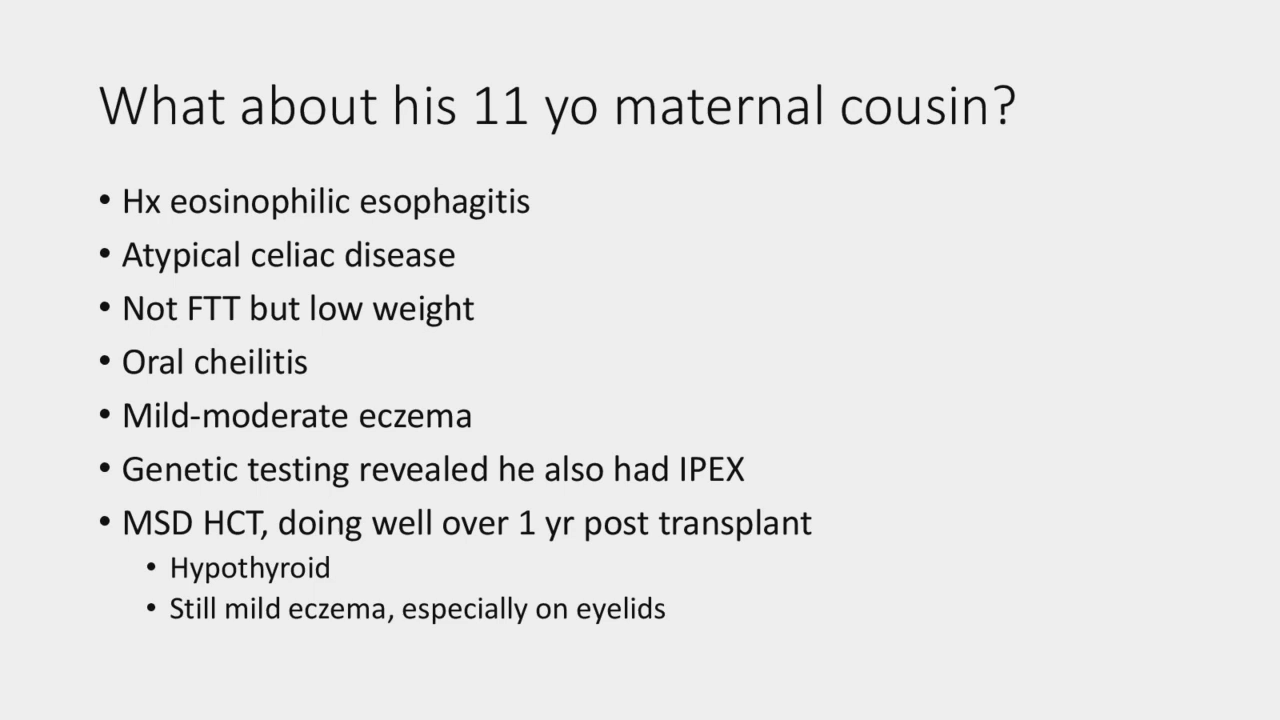 What about his 11 yo maternal cousin?
• Hx eosinophilic esophagitis
• Atypical celiac disease
• Not FTT but low weight
• Oral cheilitis
• Mild-moderate eczema
• Genetic testing revealed he also had IPEX
• MSD HCT, doing well over 1 yr post transplant
• Hypothyroid
• Still mild eczema, especially on eyelids